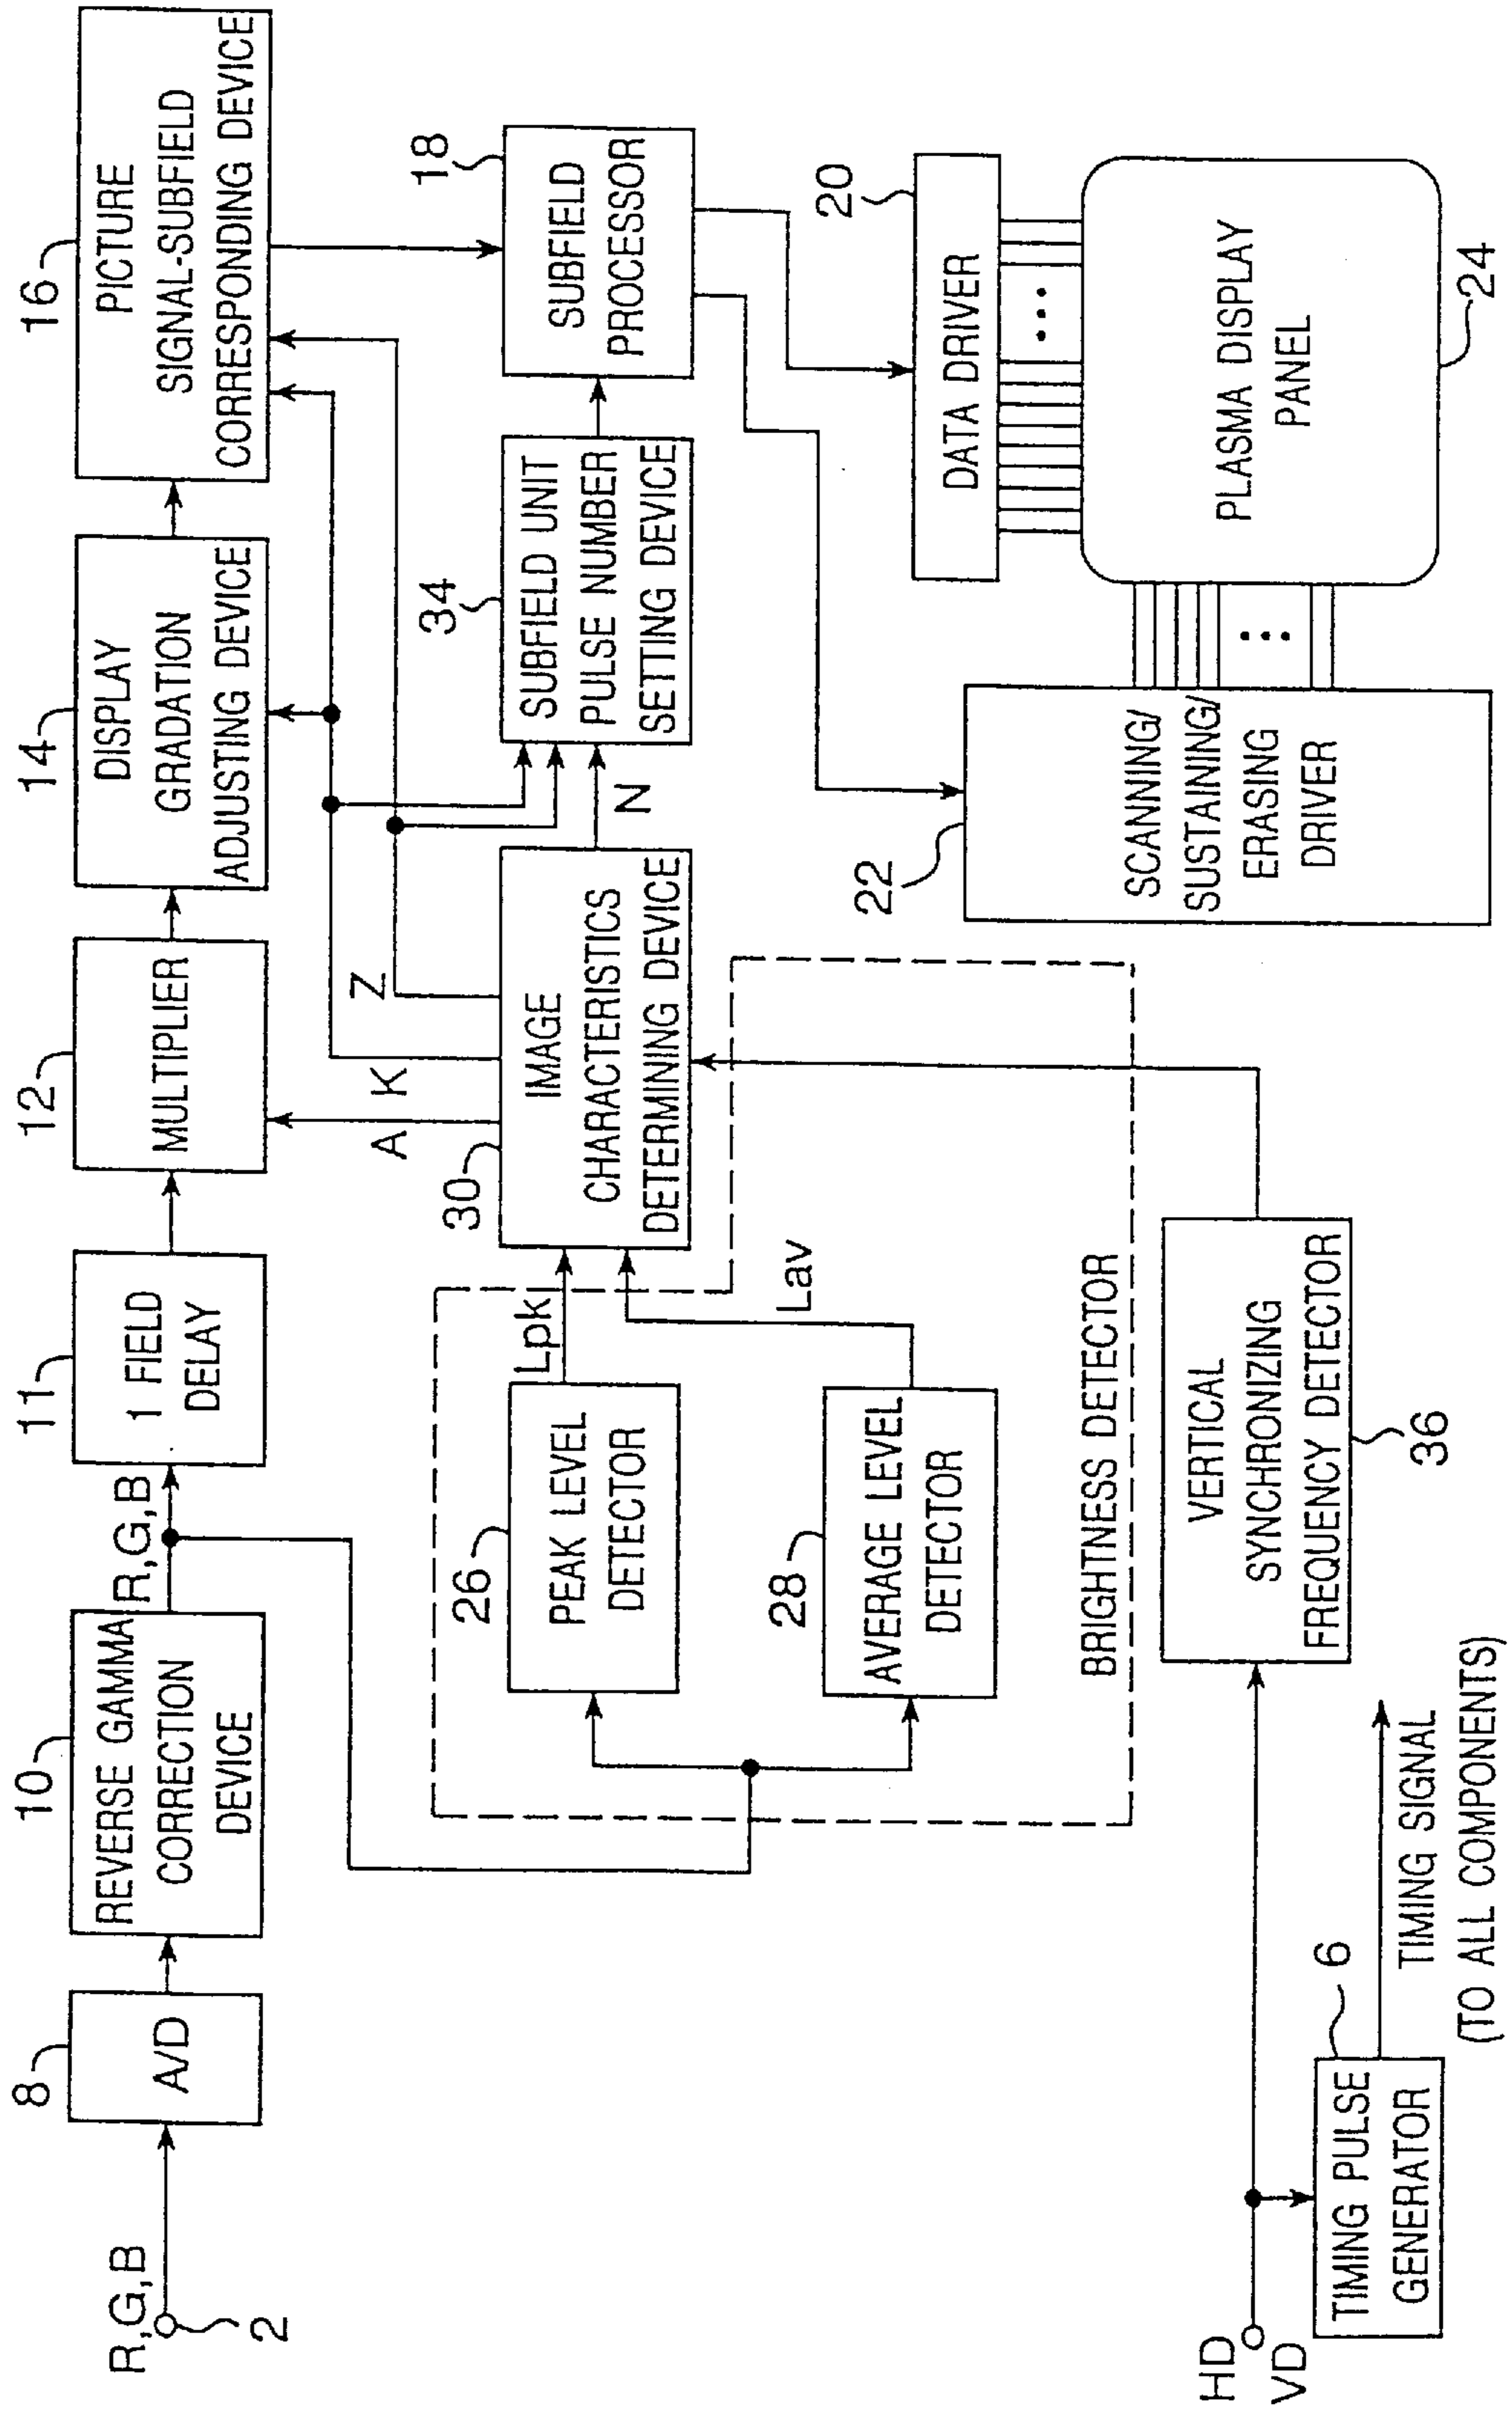 R,G,B
2
8
A/D
10
REVERSE GAMMA
CORRECTION
DEVICE
R,G,B
11
1 FIELD
DELAY
12
MULTIPLIER
14
DISPLAY
GRADATION
ADJUSTING DEVICE
16
PICTURE
SIGNAL-SUBFIELD
CORRESPONDING DEVICE
A
K
Z
26
PEAK LEVEL
DETECTOR
Lpk
28
AVERAGE LEVEL
DETECTOR
Lav
BRIGHTNESS DETECTOR
30
IMAGE
CHARACTERISTICS
DETERMINING DEVICE
N
34
SUBFIELD UNIT
PULSE NUMBER
SETTING DEVICE
18
SUBFIELD
PROCESSOR
20
DATA DRIVER
22
SCANNING/
SUSTAINING/
ERASING
DRIVER
PLASMA DISPLAY
PANEL
24
VERTICAL
SYNCHRONIZING
FREQUENCY DETECTOR
36
HD
VD
6
TIMING PULSE
GENERATOR
TIMING SIGNAL
(TO ALL COMPONENTS)